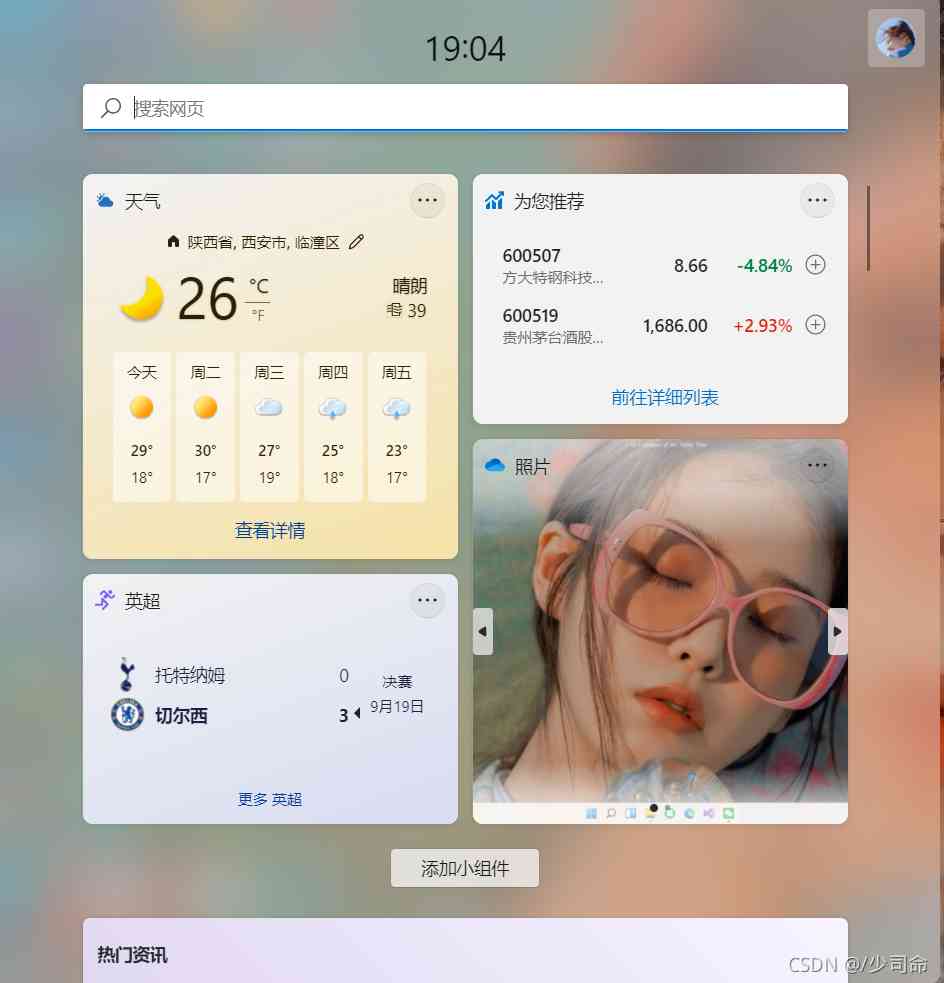 19:04
搜索网页
天气
陕西省, 西安市, 临潼区
26 °C
°F
晴朗
39
今天 周二 周三 周四 周五
29° 30° 27° 25° 23°
18° 17° 19° 18° 17°
查看详情
为您推荐
600507 8.66 -4.84%
方大特钢科技...
600519 1,686.00 +2.93%
贵州茅台酒股...
前往详细列表
照片
英超
托特纳姆 0 决赛
切尔西 3 9月19日
更多 英超
添加小组件
热门资讯
CSDN @/少司命